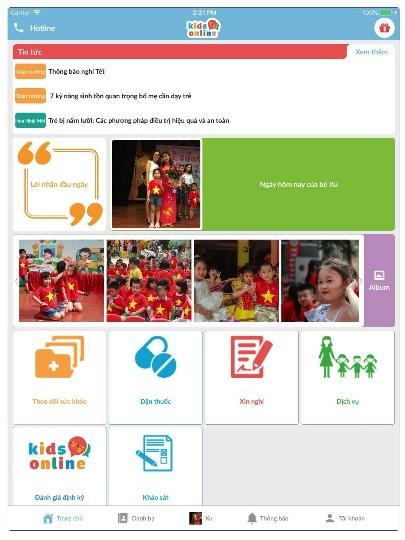 Carrier
2:21 PM
100%
Hotline
kids
online
Tin tức
Xem thêm
Toàn trường
Thông báo nghỉ Tết
Toàn trường
7 kỹ năng sinh tồn quan trọng bố mẹ cần dạy trẻ
Hoa Nhài Mới
Trẻ bị nấm lưỡi: Các phương pháp điều trị hiệu quả và an toàn
Lời nhắn đầu ngày
Ngày hôm nay của bé Xu
Album
Theo dõi sức khỏe
Dặn thuốc
Xin nghỉ
Dịch vụ
kids
online
Đánh giá định kỳ
Khảo sát
Trang chủ
Danh bạ
Xu
Thông báo
Tài khoản